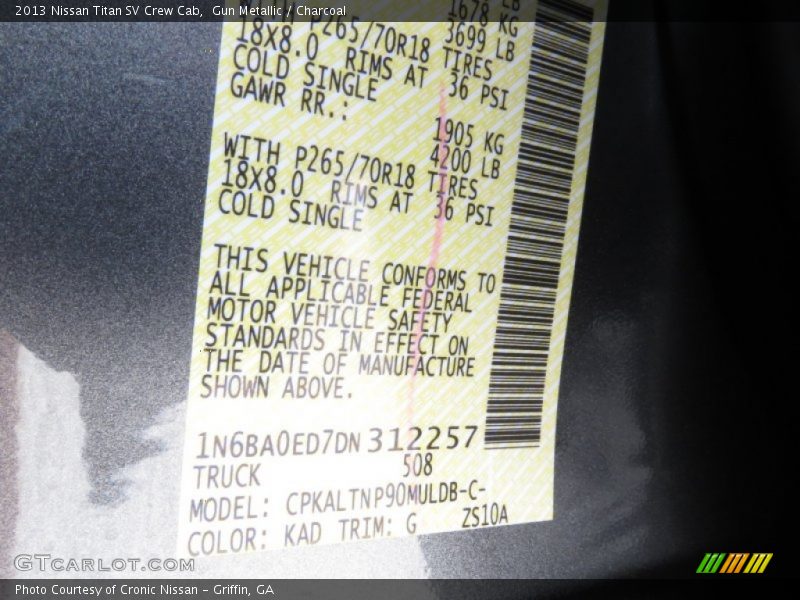 2013 Nissan Titan SV Crew Cab, Gun Metallic / Charcoal
1678 KG
P265/70R18 3699 LB
18X8.0 RIMS AT TIRES
COLD SINGLE 36 PSI
GAWR RR.:
1905 KG
4200 LB
WITH P265/70R18 TIRES
18X8.0 RIMS AT 36 PSI
COLD SINGLE
THIS VEHICLE CONFORMS TO
ALL APPLICABLE FEDERAL
MOTOR VEHICLE SAFETY
STANDARDS IN EFFECT ON
THE DATE OF MANUFACTURE
SHOWN ABOVE.
1N6BA0ED7DN312257
TRUCK 508
MODEL: CPKALTNP90MULDB-C-
COLOR: KAD TRIM: G ZS10A
GTcarlot.com
Photo Courtesy of Cronic Nissan - Griffin, GA